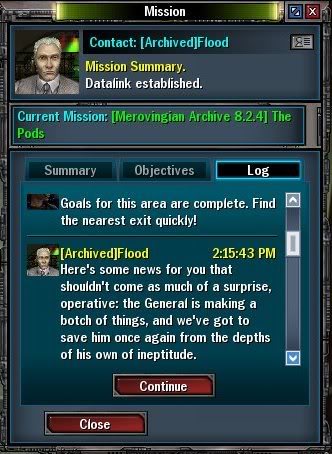 Mission
Contact: [Archived]Flood
Mission Summary.
Datalink established.
Current Mission: [Merovingian Archive 8.2.4] The
Pods
Summary
Objectives
Log
Goals for this area are complete. Find
the nearest exit quickly!
[Archived]Flood 2:15:43 PM
Here's some news for you that
shouldn't come as much of a surprise,
operative: the General is making a
botch of things, and we've got to
save him once again from the depths
of his own of ineptitude.
Continue
Close